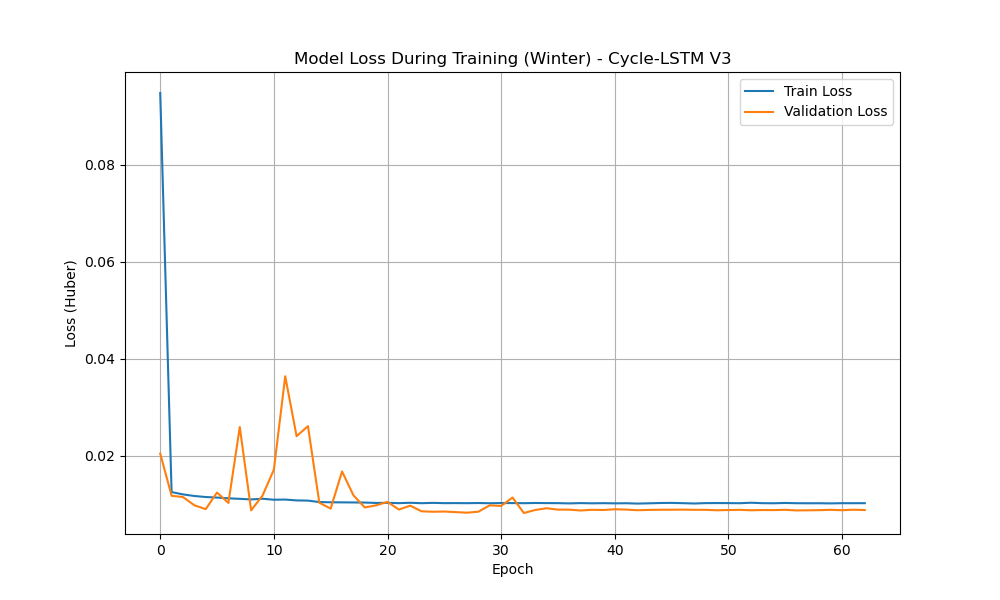 Model Loss During Training (Winter) - Cycle-LSTM V3
Train Loss
Validation Loss
Loss (Huber)
0.08
0.06
0.04
0.02
0 10 20 30 40 50 60
Epoch